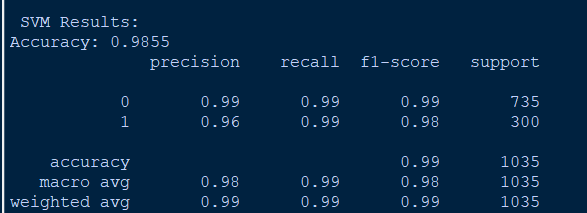 SVM Results:
Accuracy: 0.9855
precision recall f1-score support
0 0.99 0.99 0.99 735
1 0.96 0.99 0.98 300
accuracy 0.99 1035
macro avg 0.98 0.99 0.98 1035
weighted avg 0.99 0.99 0.99 1035